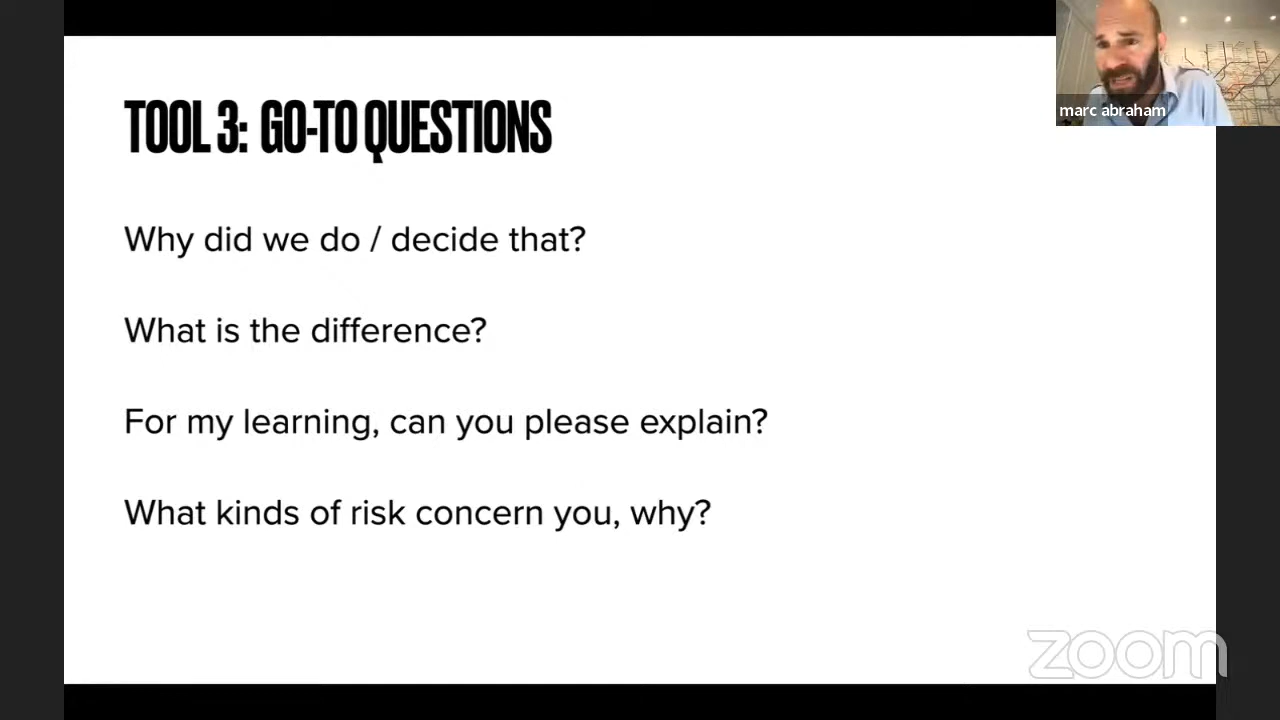 TOOL 3: GO-TO QUESTIONS
marc abraham
Why did we do / decide that?
What is the difference?
For my learning, can you please explain?
What kinds of risk concern you, why?
zoom